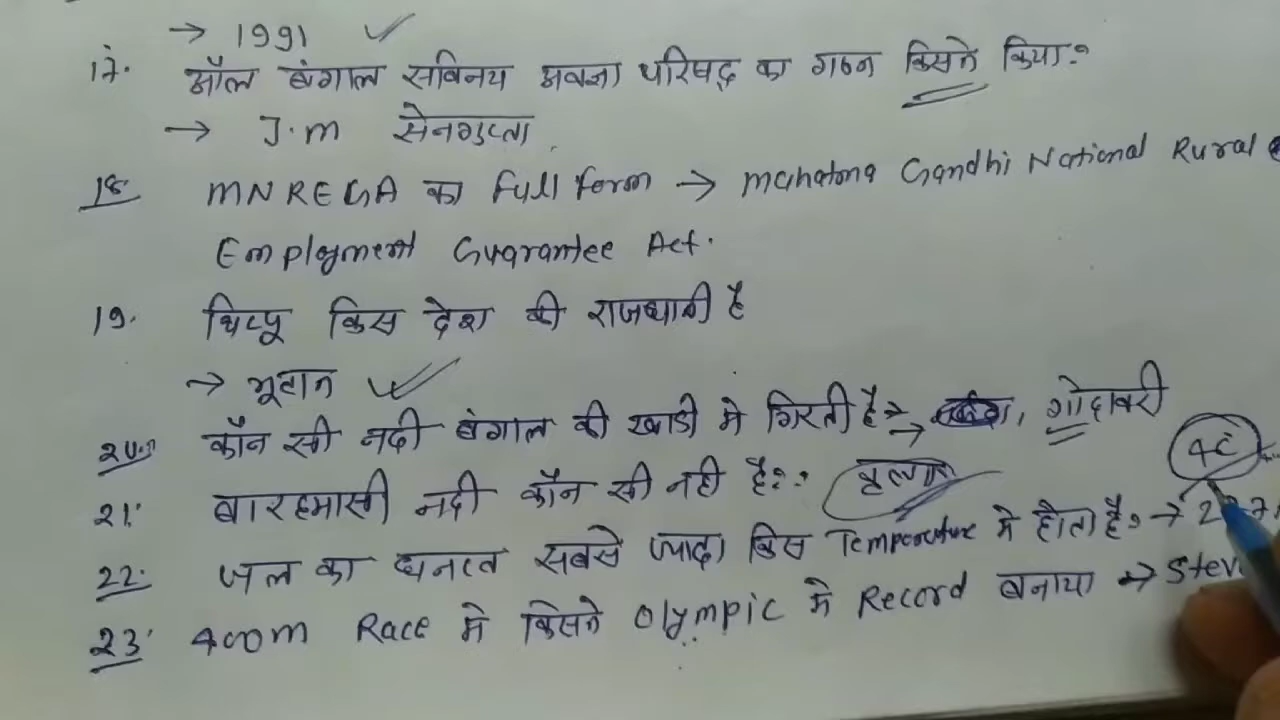 → 1991 ✓
17. ऑल बंगाल सविनय अवज्ञा परिषद् का गठन किसने किया?
→ J.M सेनगुप्ता
18. MNREGA का full form → Mahatma Gandhi National Rural
Employment Guarantee Act.
19. थिम्पू किस देश की राजधानी है
→ भूटान ✓
20. कौन सी नदी बंगाल की खाडी मे गिरती है? → , गोदावरी
21. बारहमासी नदी कौन सी नही है?
4c
22. जल का घनत्व सबसे ज्यादा किस Temperature मे होता है? →
23. 400m Race मे किसने Olympic मे Record बनाया →